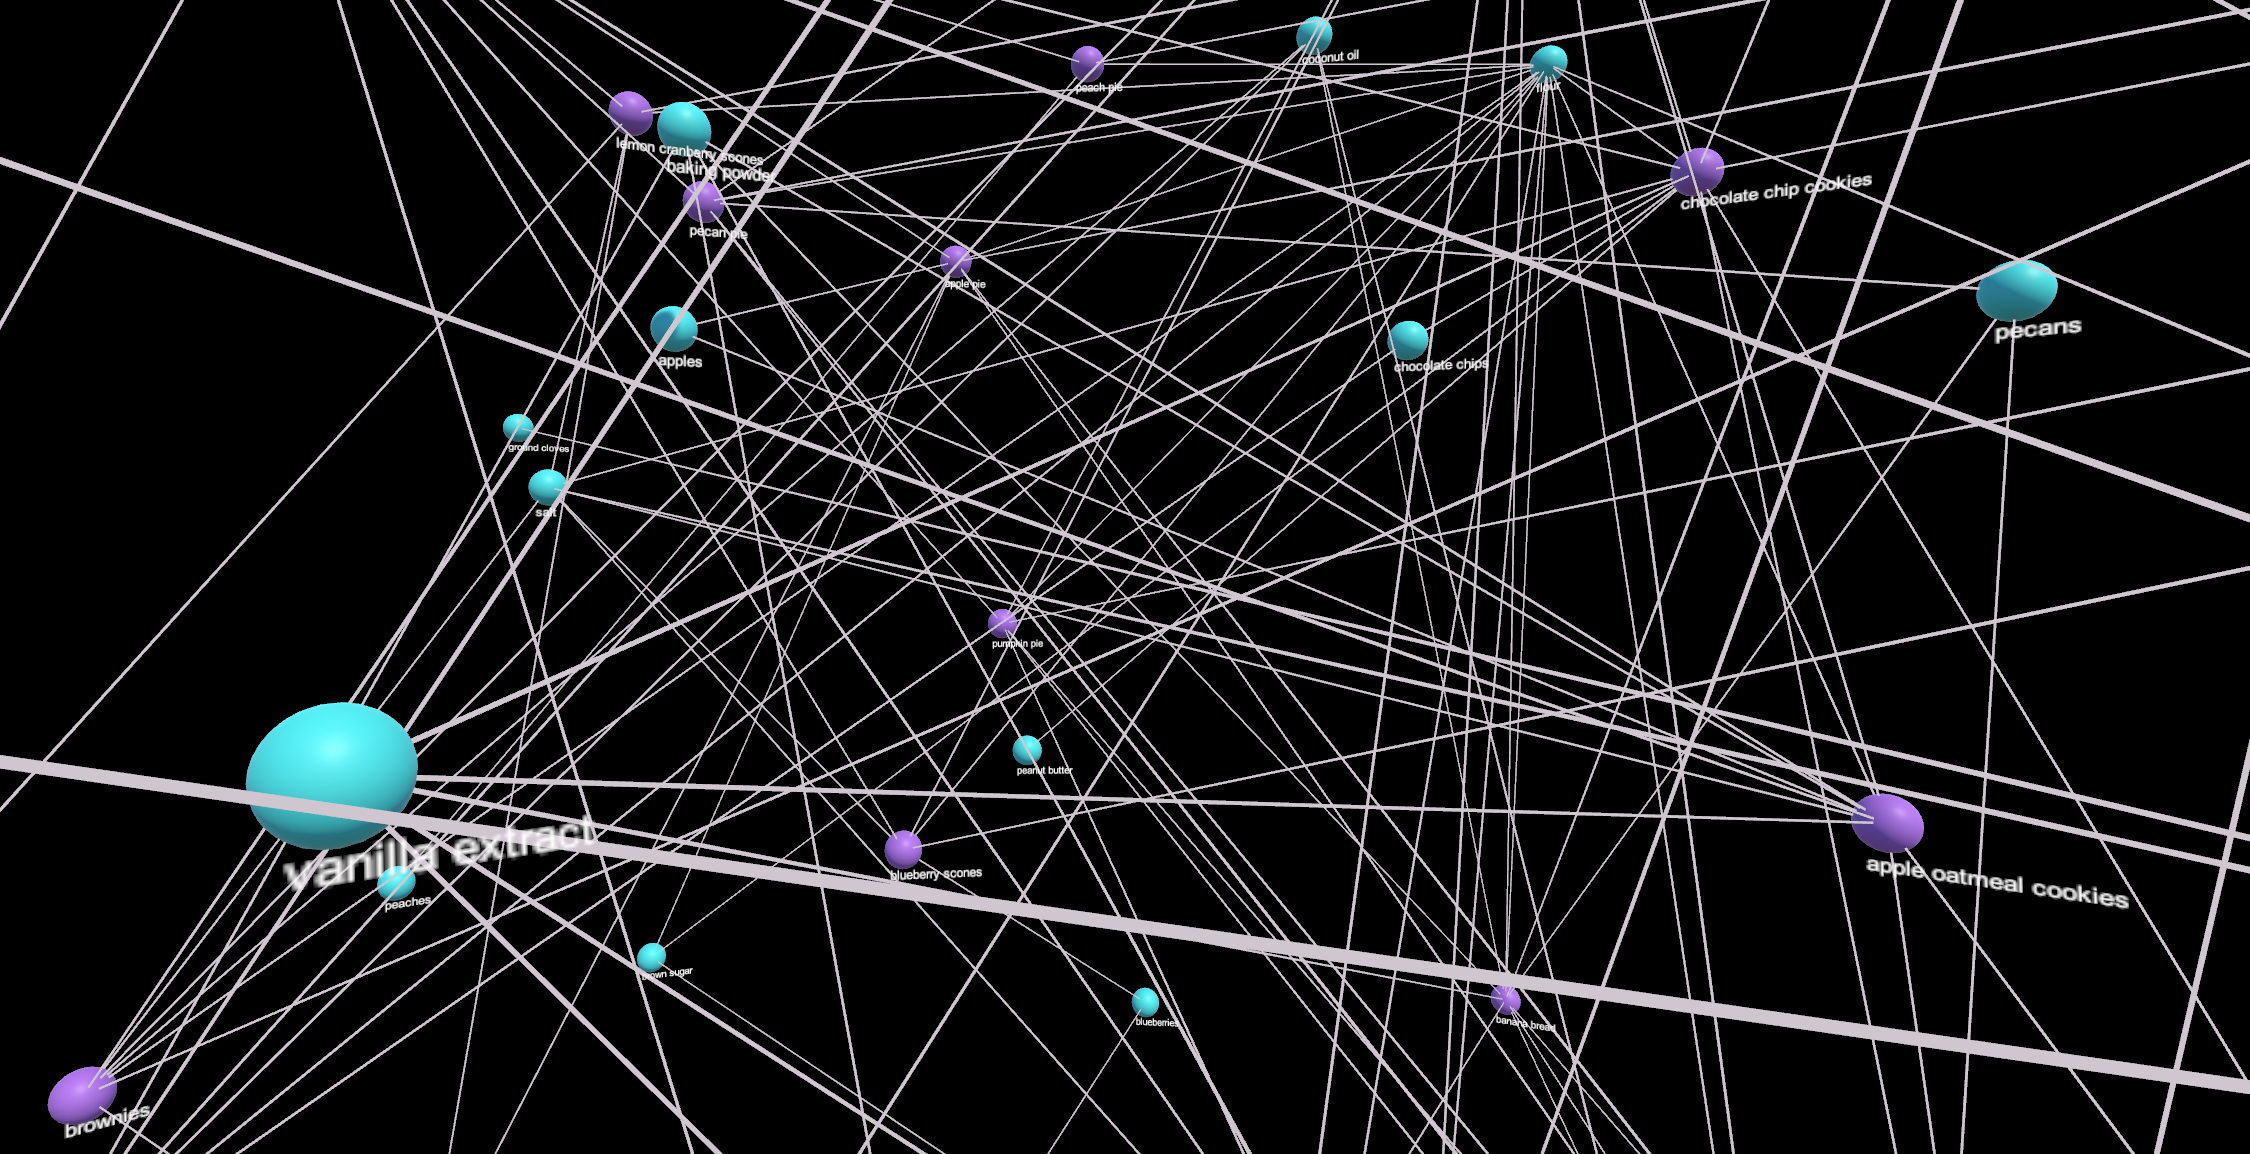 coconut oil
peach pie
flour
lemon cranberry scones
baking powder
chocolate chip cookies
pecan pie
apple pie
pecans
apples
chocolate chips
ground cloves
salt
pumpkin pie
peanut butter
vanilla extract
blueberry scones
apple oatmeal cookies
peaches
brown sugar
blueberries
banana bread
brownies